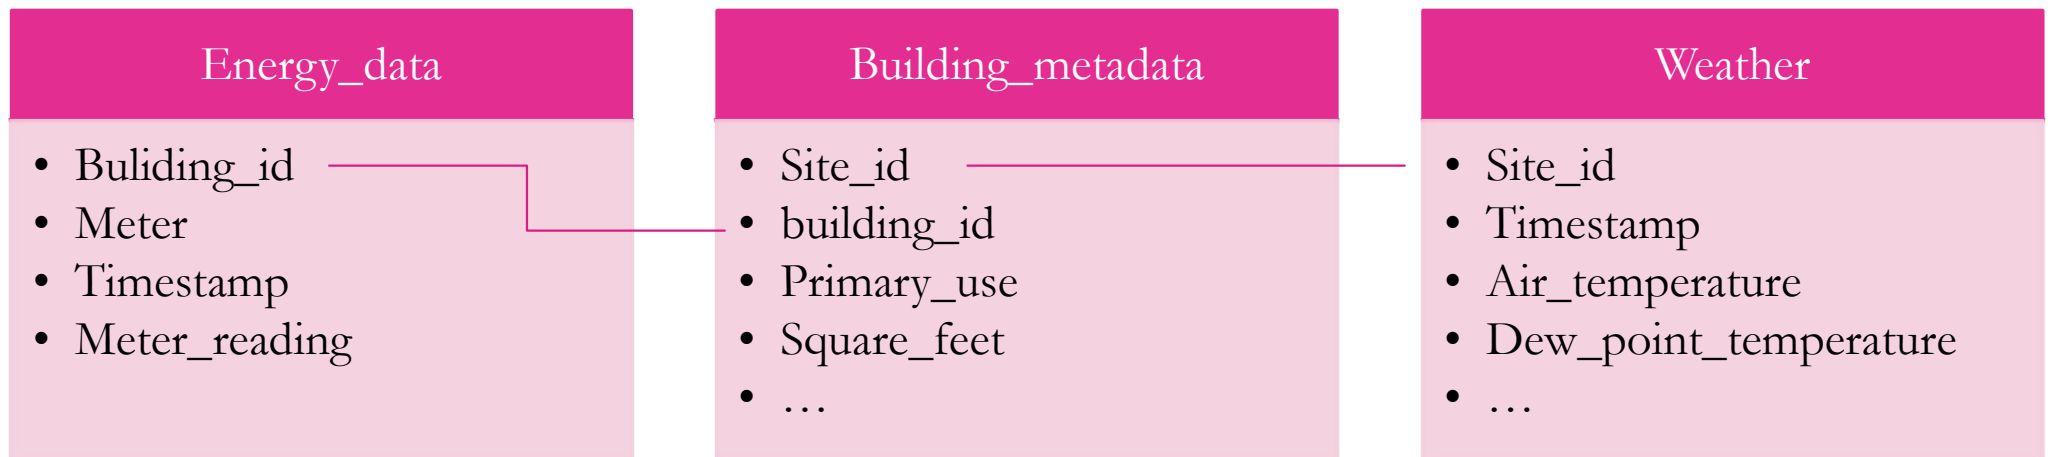 Energy_data
• Buliding_id
• Meter
• Timestamp
• Meter_reading
Building_metadata
• Site_id
• building_id
• Primary_use
• Square_feet
• …
Weather
• Site_id
• Timestamp
• Air_temperature
• Dew_point_temperature
• …